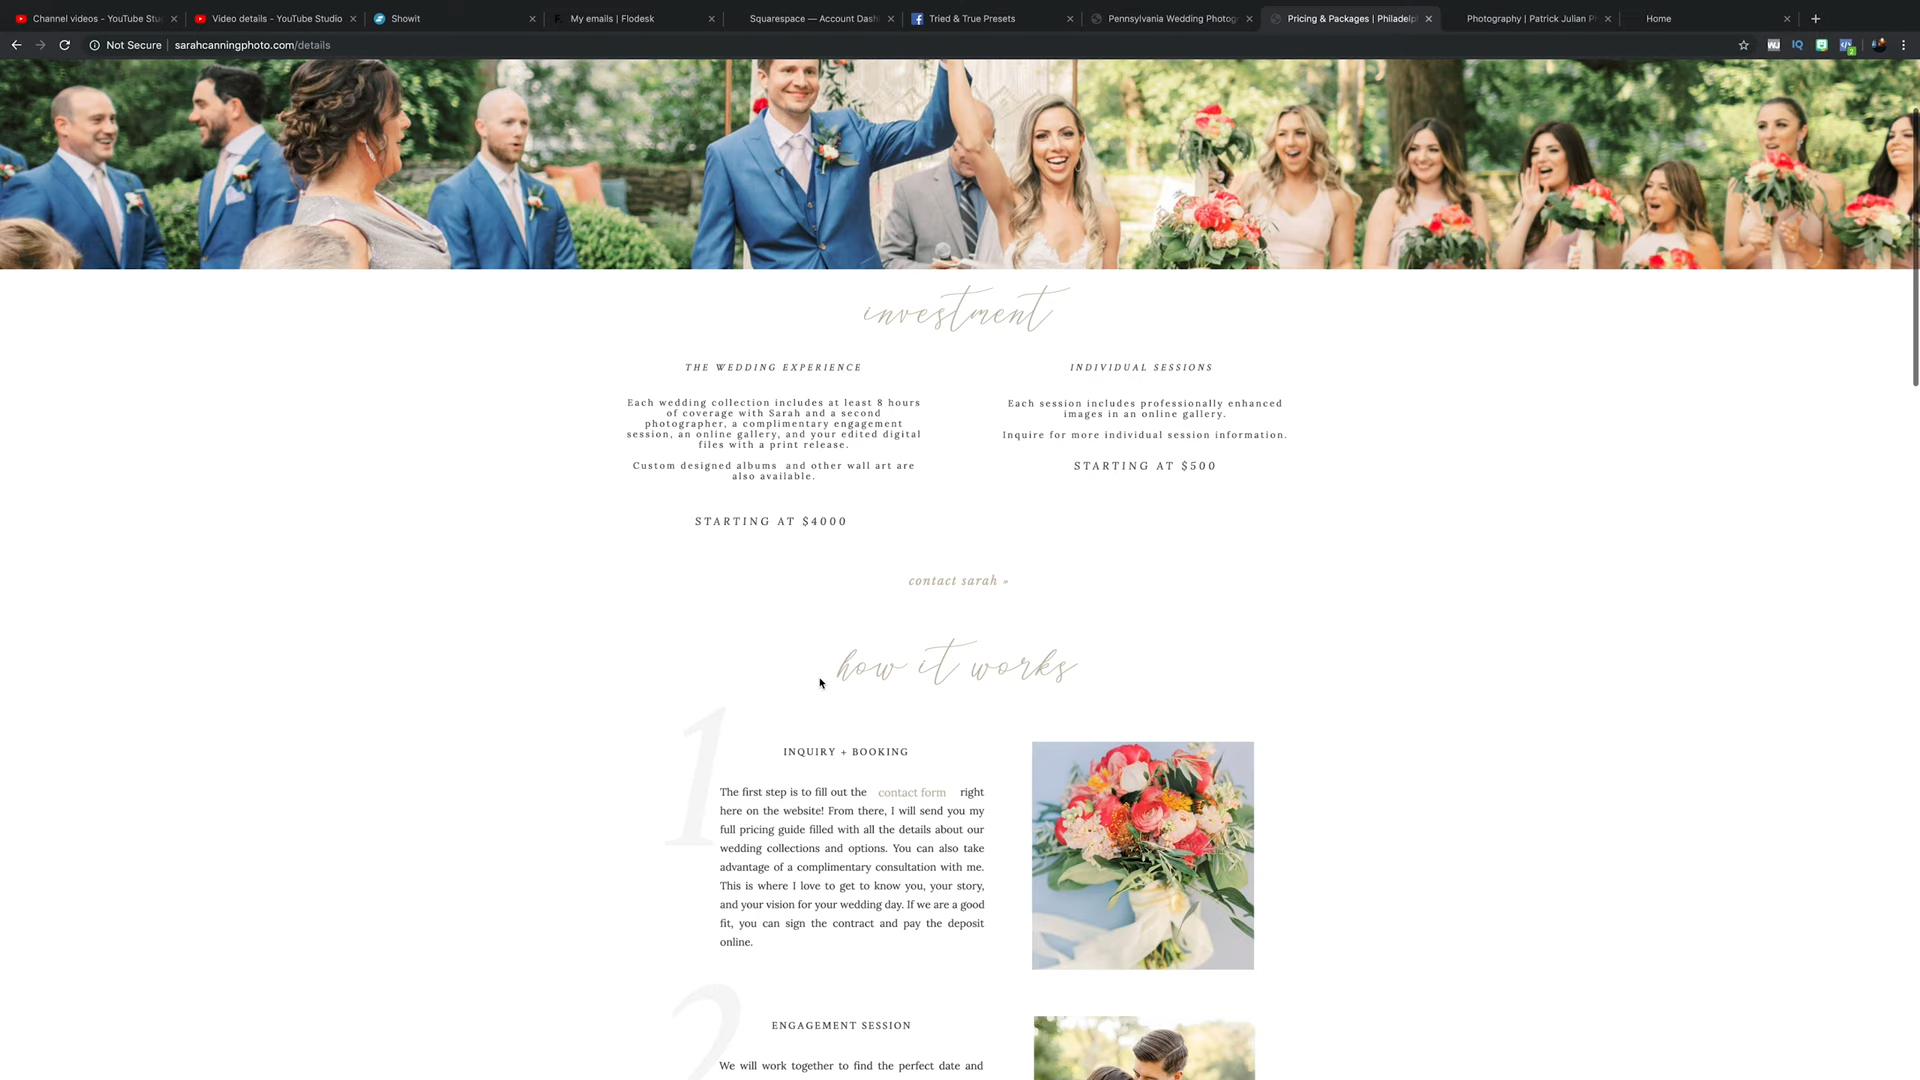 Channel videos - YouTube Stu
Video details - YouTube Studio
Showit
My emails | Flodesk
Squarespace — Account Dash
Tried & True Presets
Pennsylvania Wedding Photog
Pricing & Packages | Philadelp
Photography | Patrick Julian P
Home
Not Secure | sarahcanningphoto.com/details
investment
THE WEDDING EXPERIENCE
Each wedding collection includes at least 8 hours
of coverage with Sarah and a second
photographer, a complimentary engagement
session, an online gallery, and your edited digital
files with a print release.
Custom designed albums and other wall art are
also available.
STARTING AT $4000
INDIVIDUAL SESSIONS
Each session includes professionally enhanced
images in an online gallery.
Inquire for more individual session information.
STARTING AT $500
contact sarah »
how it works
1
INQUIRY + BOOKING
The first step is to fill out the contact form right
here on the website! From there, I will send you my
full pricing guide filled with all the details about our
wedding collections and options. You can also take
advantage of a complimentary consultation with me.
This is where I love to get to know you, your story,
and your vision for your wedding day. If we are a good
fit, you can sign the contract and pay the deposit
online.
2
ENGAGEMENT SESSION
We will work together to find the perfect date and